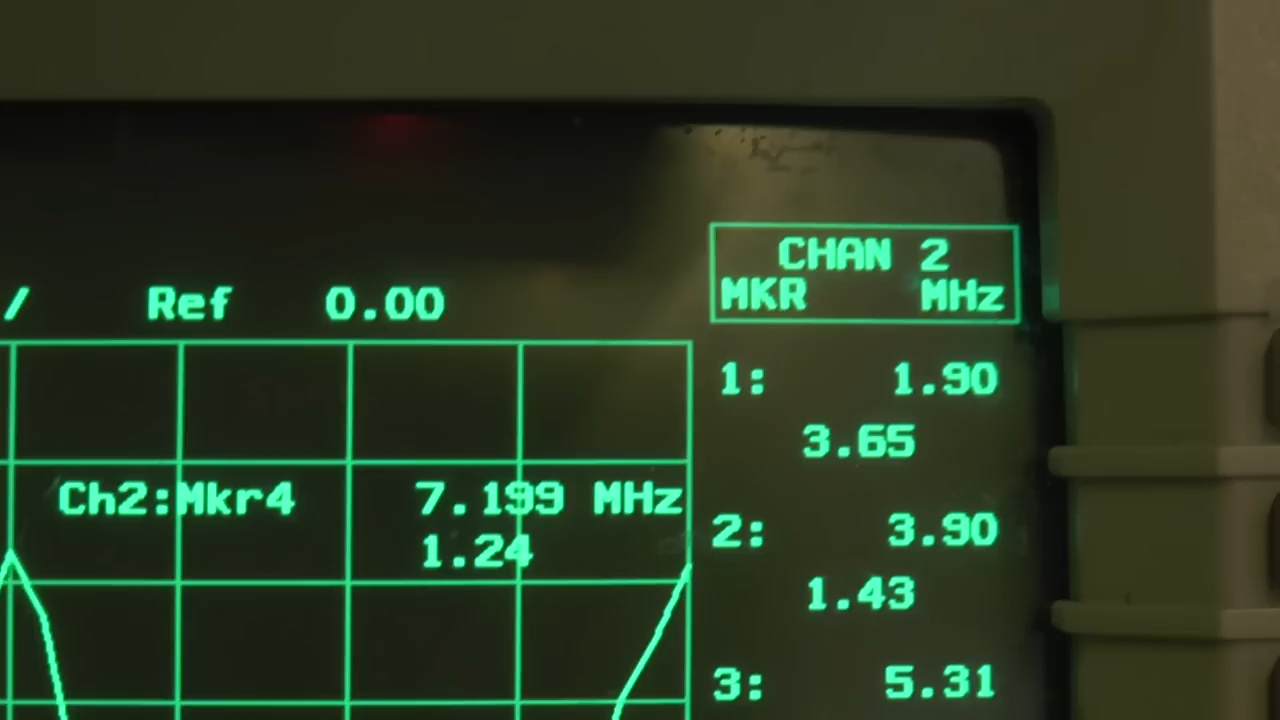 / Ref 0.00
CHAN 2
MKR MHz
1: 1.90
3.65
Ch2:Mkr4 7.199 MHz
1.24
2: 3.90
1.43
3: 5.31